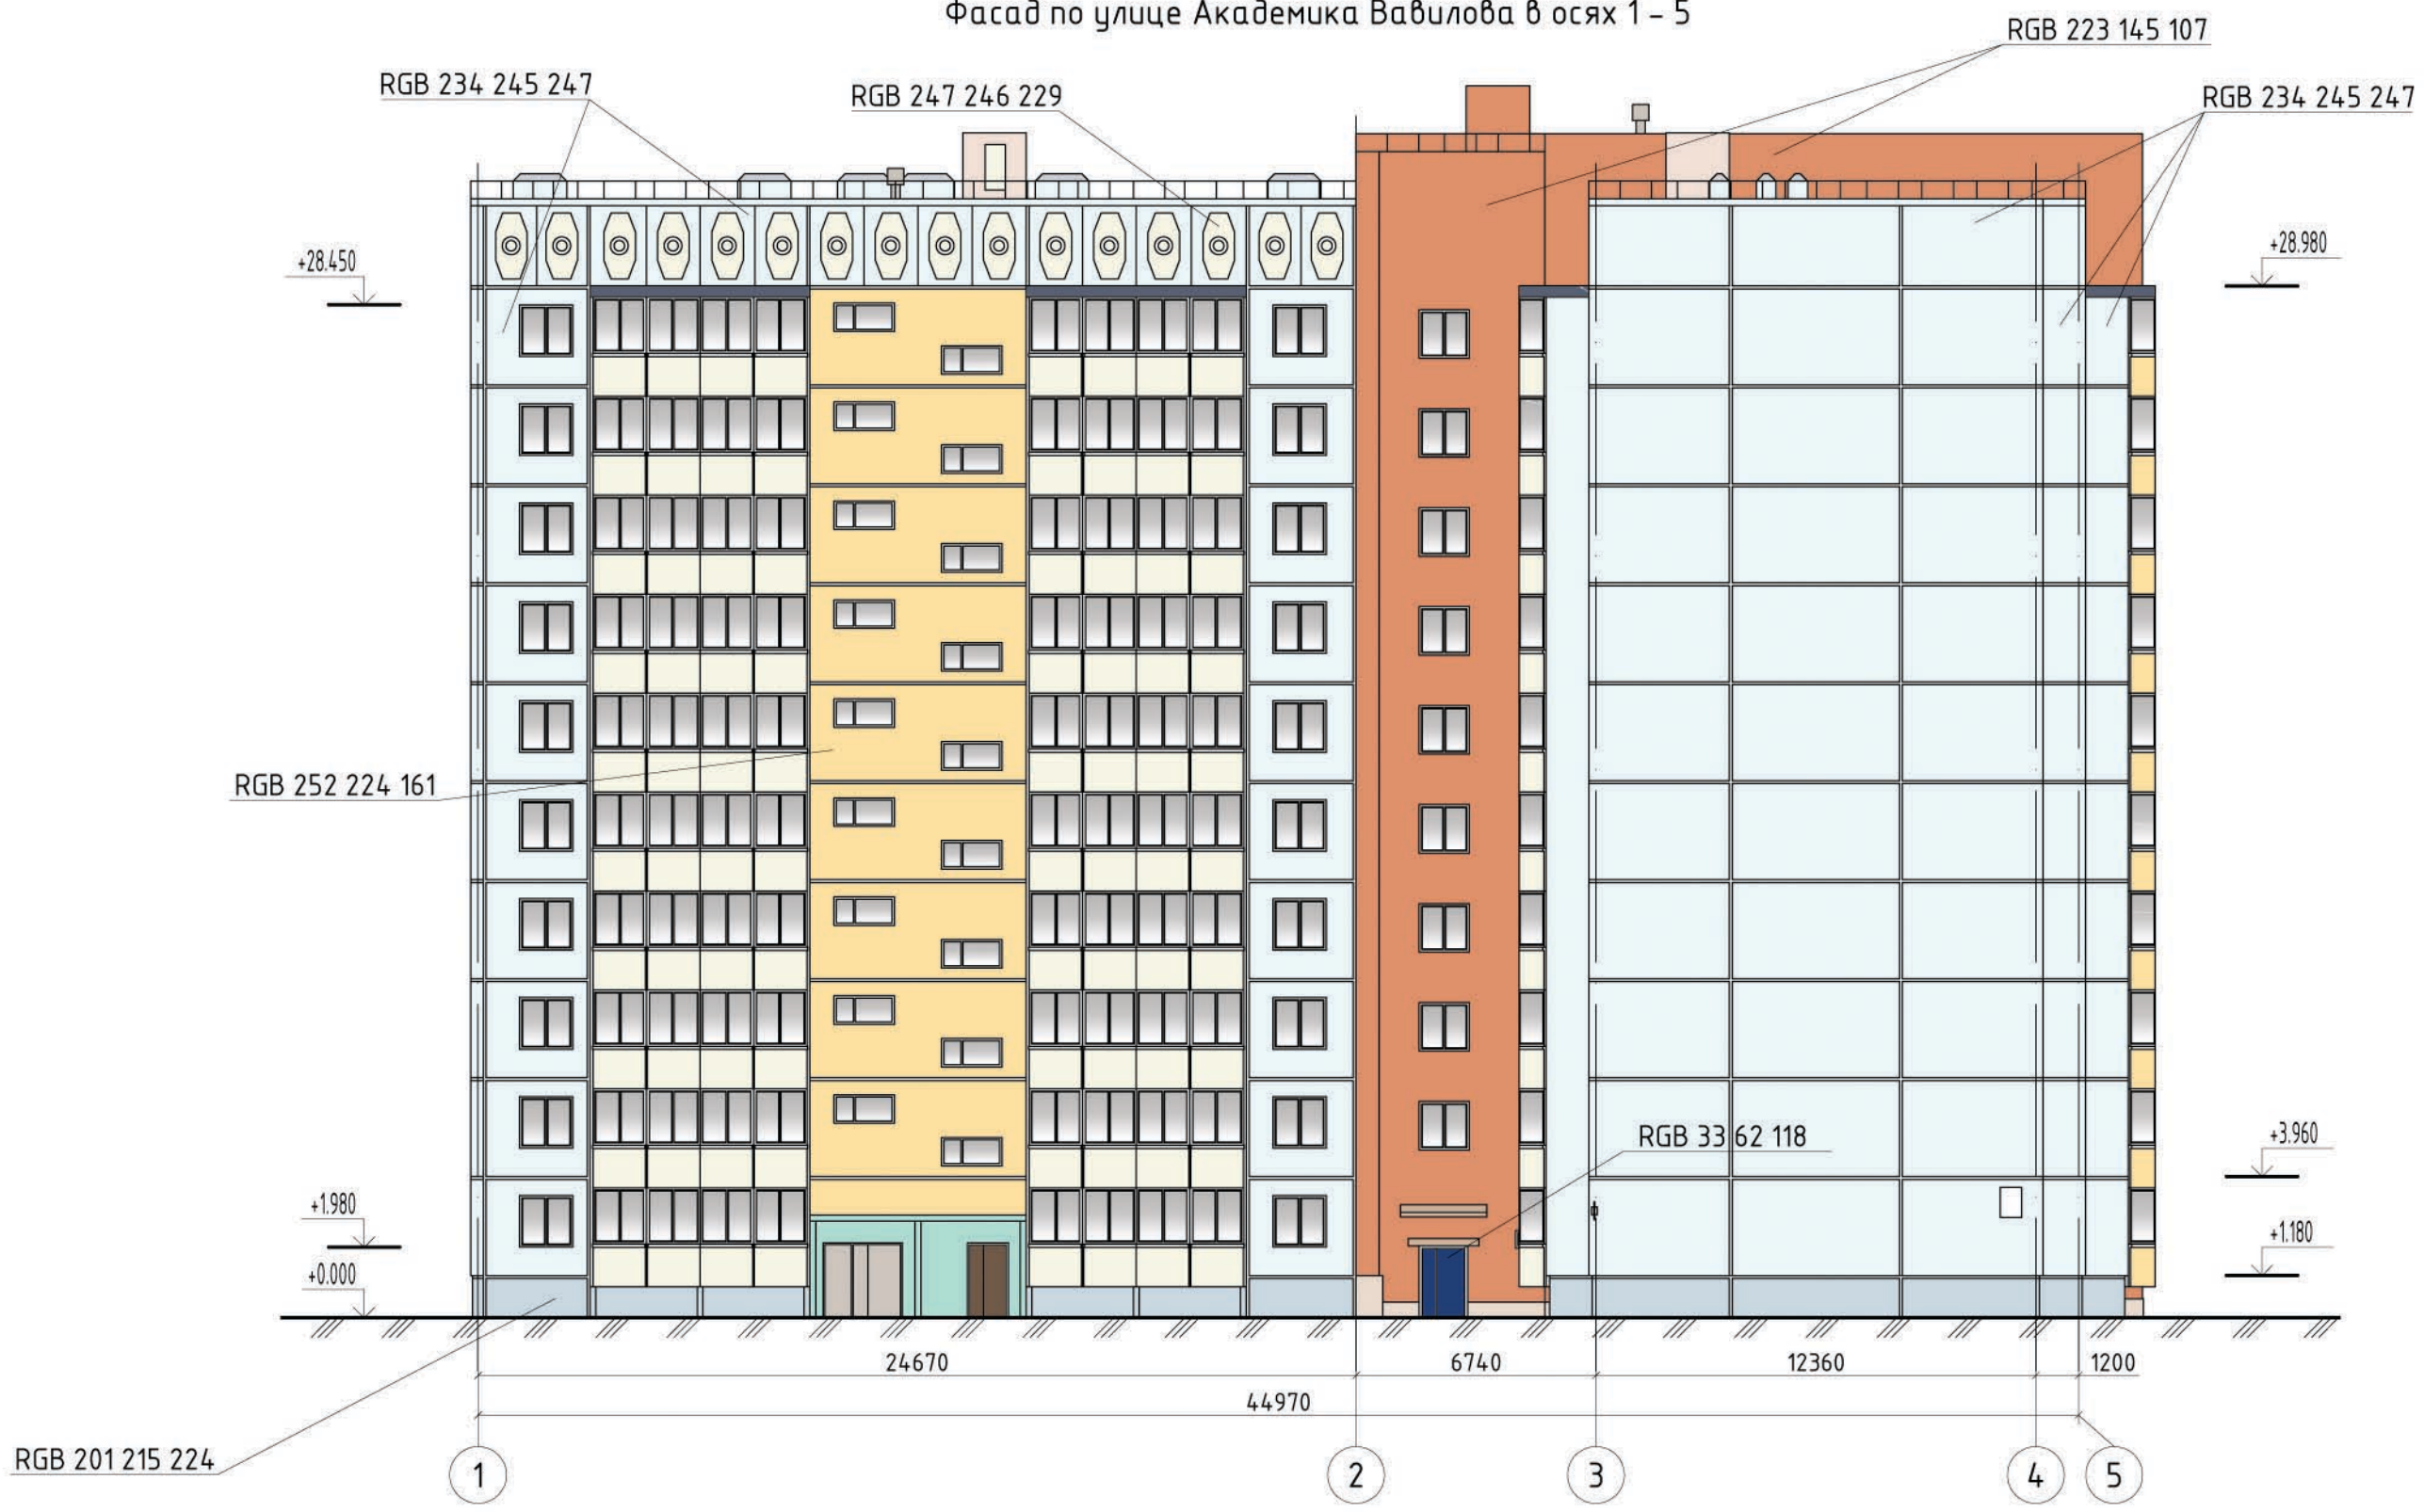 Фасад по улице Академика Вавилова в осях 1 - 5
RGB 223 145 107
RGB 234 245 247
RGB 247 246 229
RGB 234 245 247
+28.450
+28.980
RGB 252 224 161
RGB 33 62 118
+3.960
+1.980
+1.180
+0.000
24670
6740
12360
1200
44970
RGB 201 215 224
1
2
3
4
5